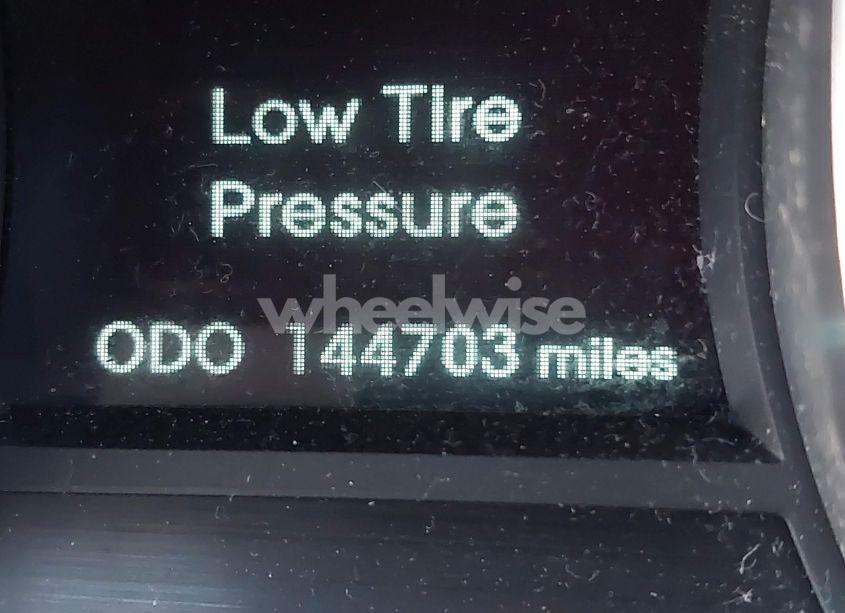 Low Tire
Pressure
wheelwise
ODO 144703 miles